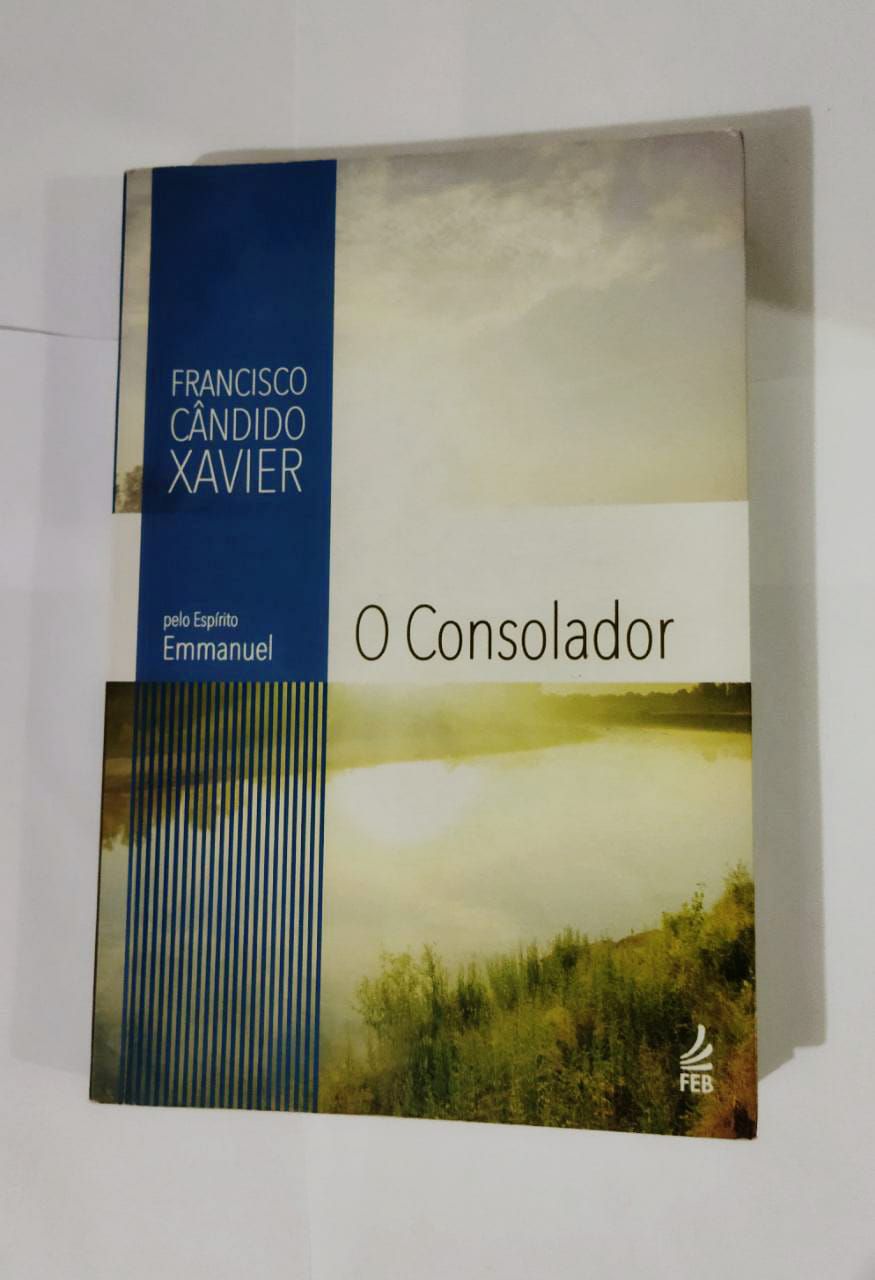 FRANCISCO
CÂNDIDO
XAVIER
pelo Espírito
Emmanuel
O Consolador
FEB